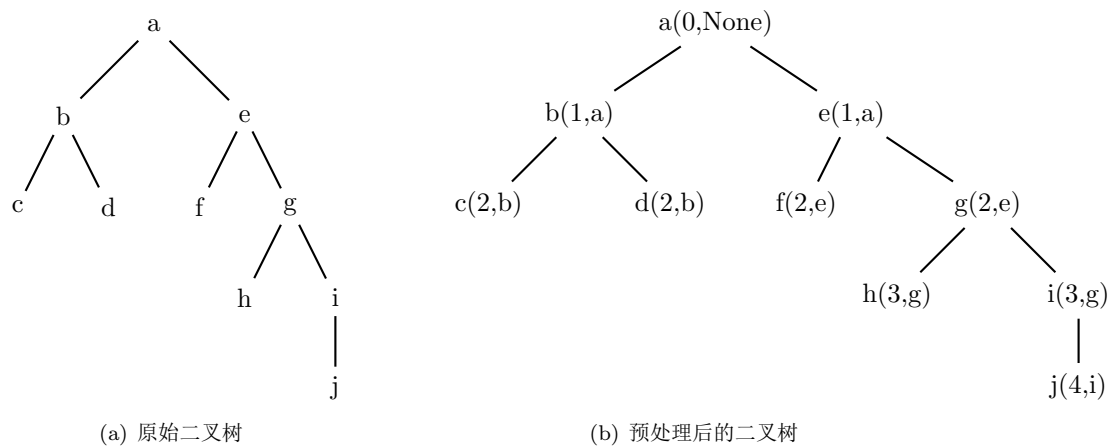 a
b e
c d f g
h i
j
(a) 原始二叉树
a(0,None)
b(1,a) e(1,a)
c(2,b) d(2,b) f(2,e) g(2,e)
h(3,g) i(3,g)
j(4,i)
(b) 预处理后的二叉树